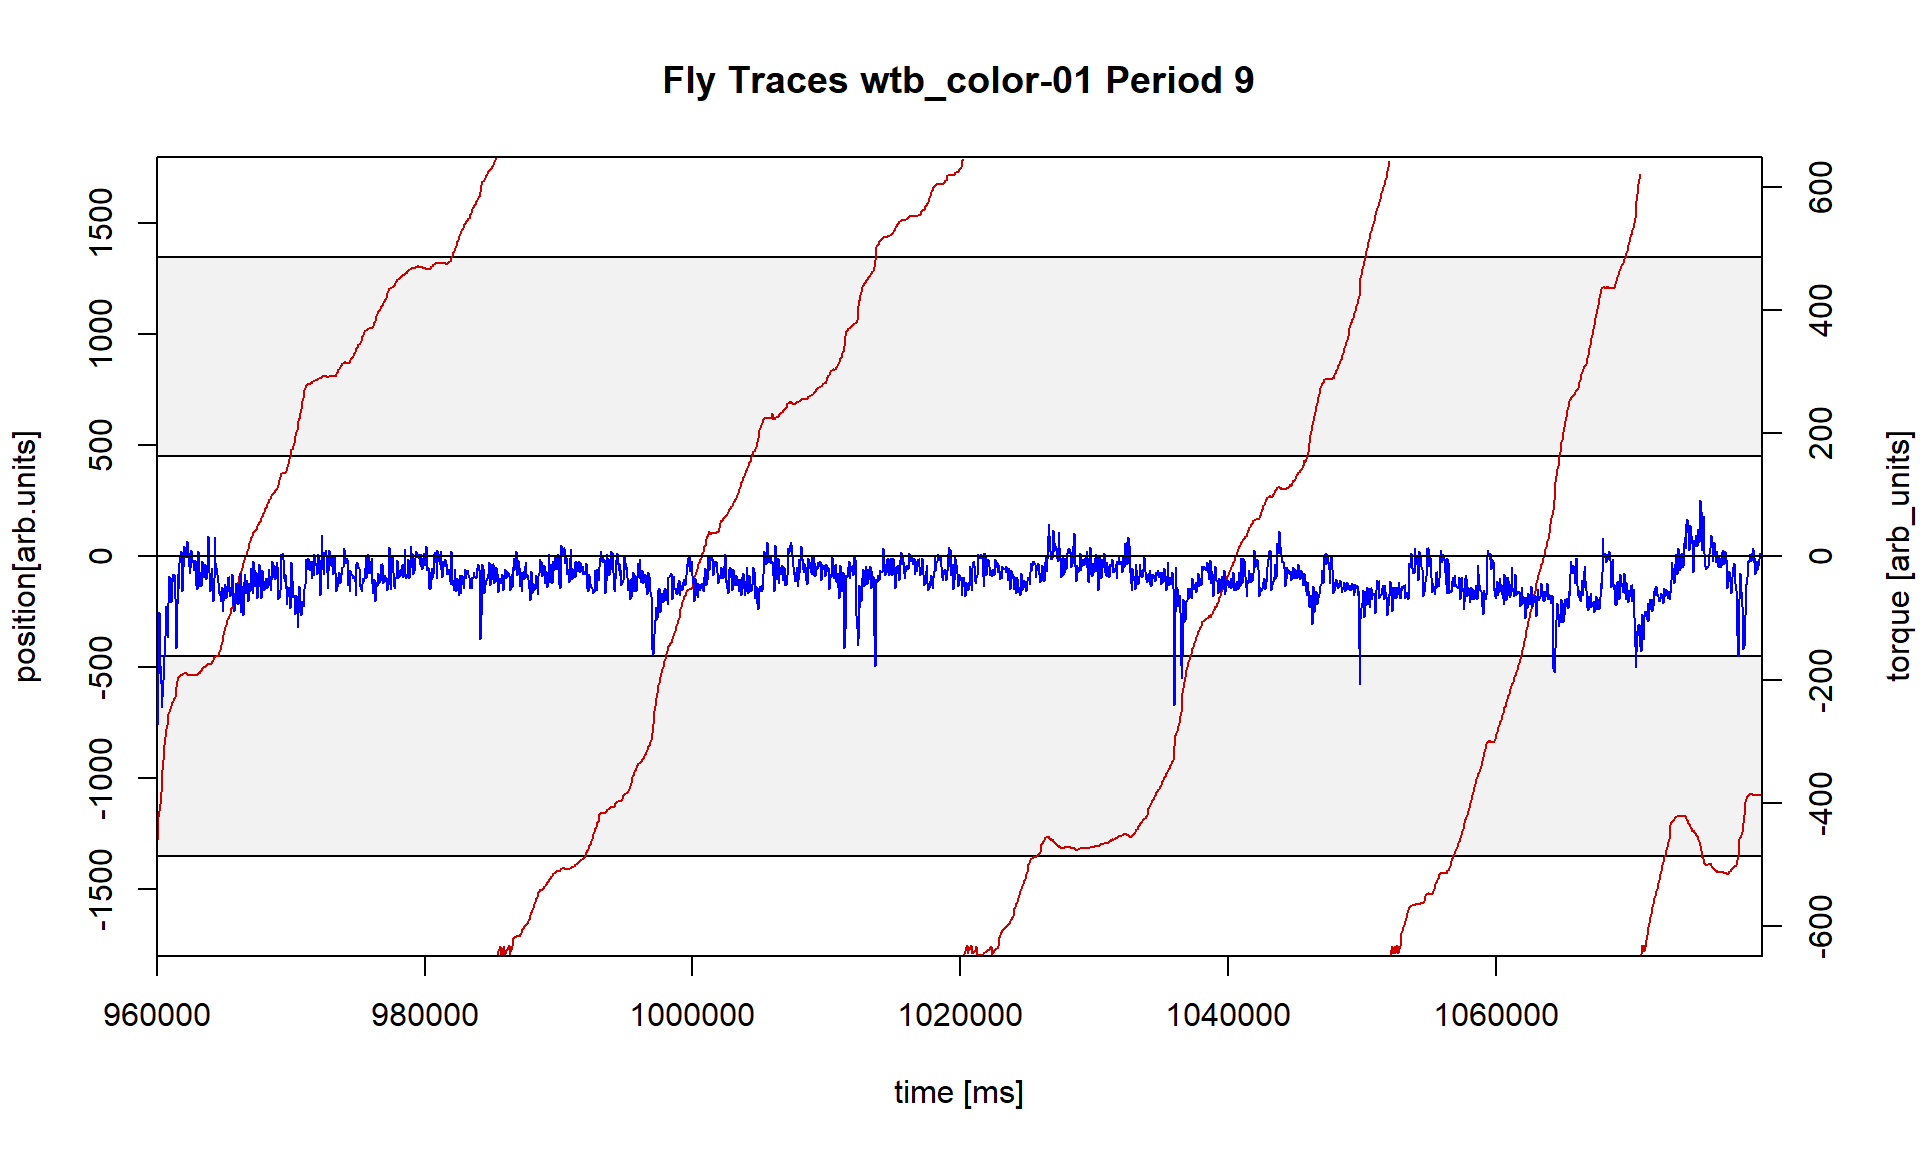 Fly Traces wtb_color-01 Period 9
position[arb.units]
1500
1000
500
0
-500
-1000
-1500
600
400
200
0
-200
-400
-600
torque [arb_units]
960000 980000 1000000 1020000 1040000 1060000
time [ms]